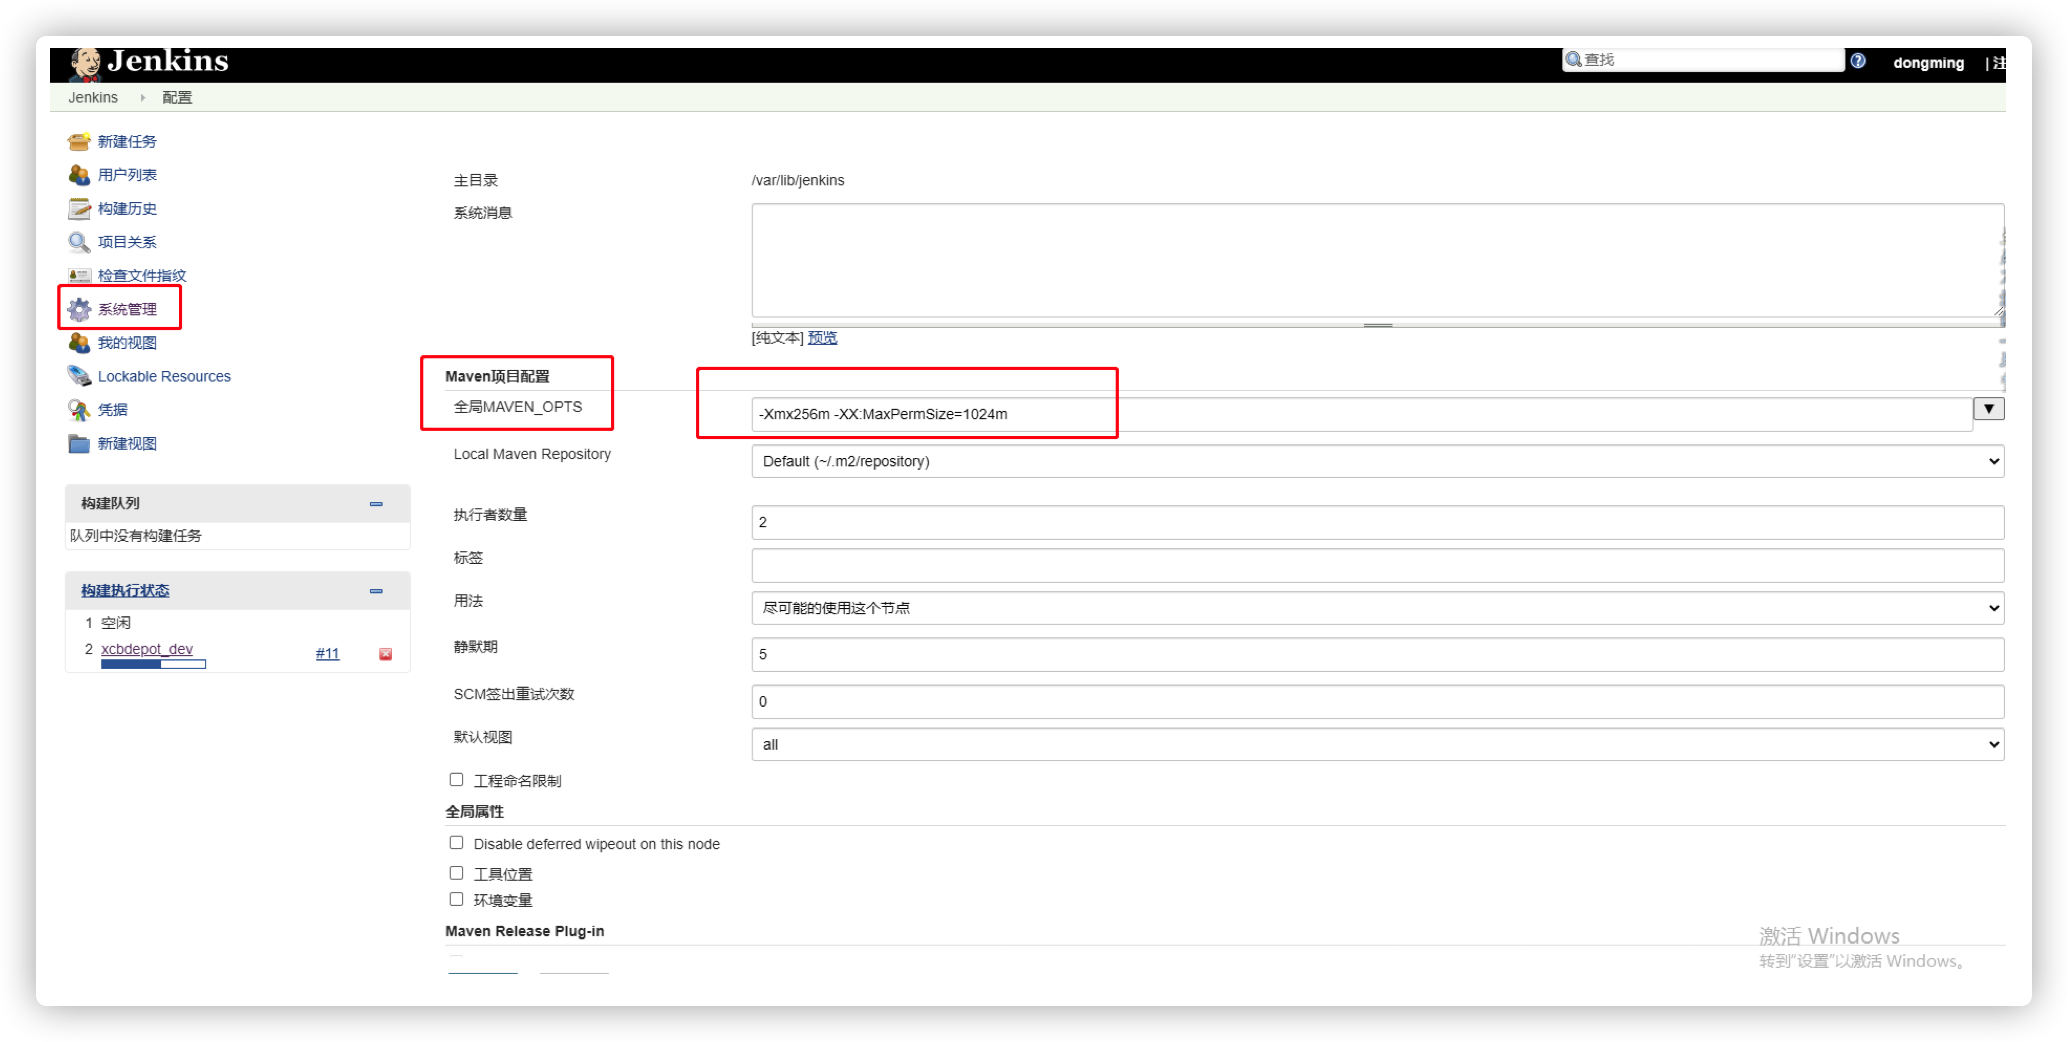 Jenkins
查找
dongming
| 注
Jenkins
配置
新建任务
用户列表
构建历史
项目关系
检查文件指纹
系统管理
我的视图
Lockable Resources
凭据
新建视图
构建队列
队列中没有构建任务
构建执行状态
1 空闲
2 xcbdepot_dev #11
主目录 /var/lib/jenkins
系统消息
[纯文本] 预览
Maven项目配置
全局MAVEN_OPTS -Xmx256m -XX:MaxPermSize=1024m
Local Maven Repository Default (~/.m2/repository)
执行者数量 2
标签
用法 尽可能的使用这个节点
静默期 5
SCM签出重试次数 0
默认视图 all
工程命名限制
全局属性
Disable deferred wipeout on this node
工具位置
环境变量
Maven Release Plug-in
激活 Windows
转到"设置"以激活 Windows。